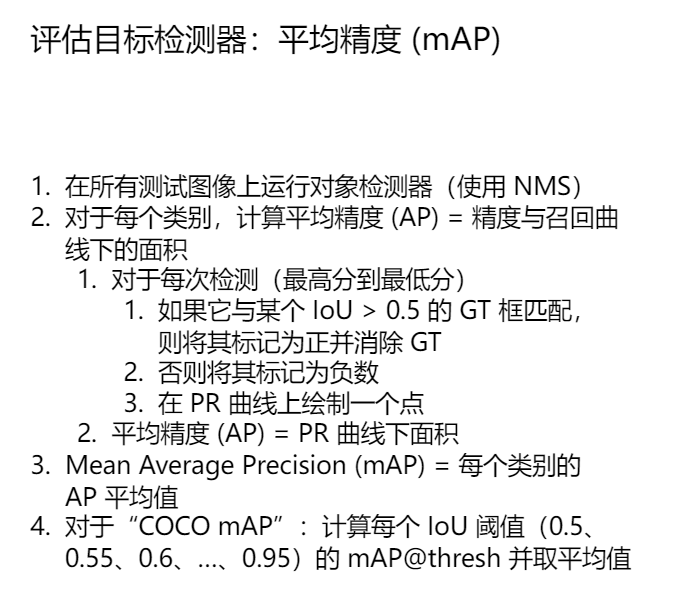 评估目标检测器：平均精度 (mAP)
1. 在所有测试图像上运行对象检测器（使用 NMS）
2. 对于每个类别，计算平均精度 (AP) = 精度与召回曲
线下的面积
1. 对于每次检测（最高分到最低分）
1. 如果它与某个 IoU > 0.5 的 GT 框匹配，
则将其标记为正并消除 GT
2. 否则将其标记为负数
3. 在 PR 曲线上绘制一个点
2. 平均精度 (AP) = PR 曲线下面积
3. Mean Average Precision (mAP) = 每个类别的
AP 平均值
4. 对于“COCO mAP”：计算每个 IoU 阈值（0.5、
0.55、0.6、...、0.95）的 mAP@thresh 并取平均值